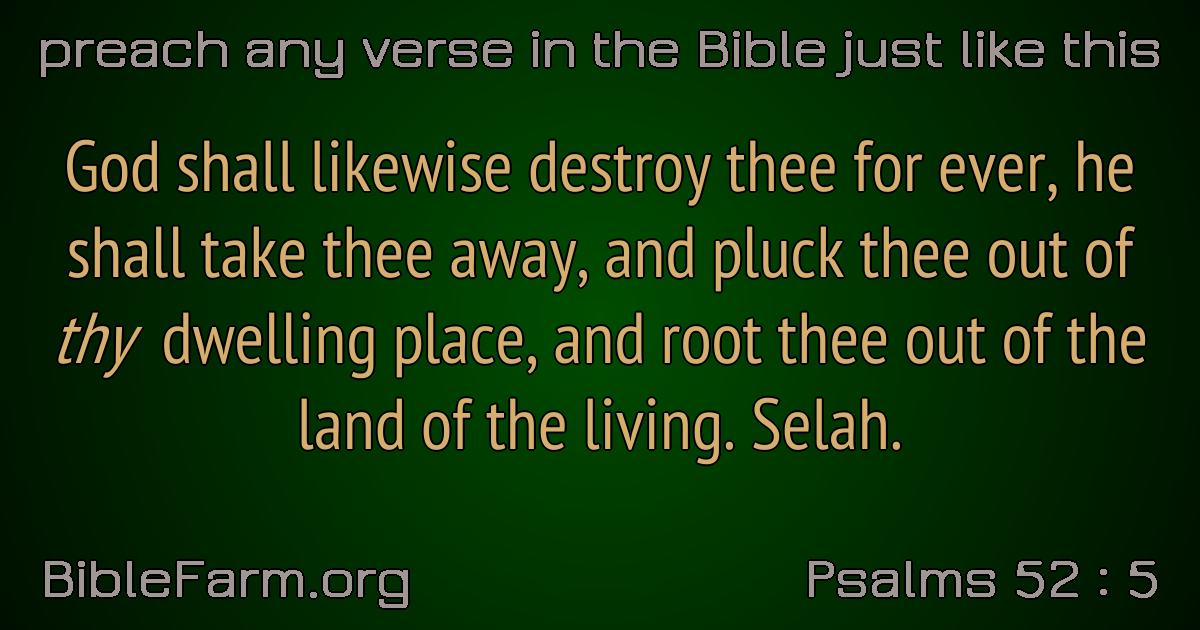 preach any verse in the Bible just like this
God shall likewise destroy thee for ever, he
shall take thee away, and pluck thee out of
thy dwelling place, and root thee out of the
land of the living. Selah.
BibleFarm.org
Psalms 52 : 5